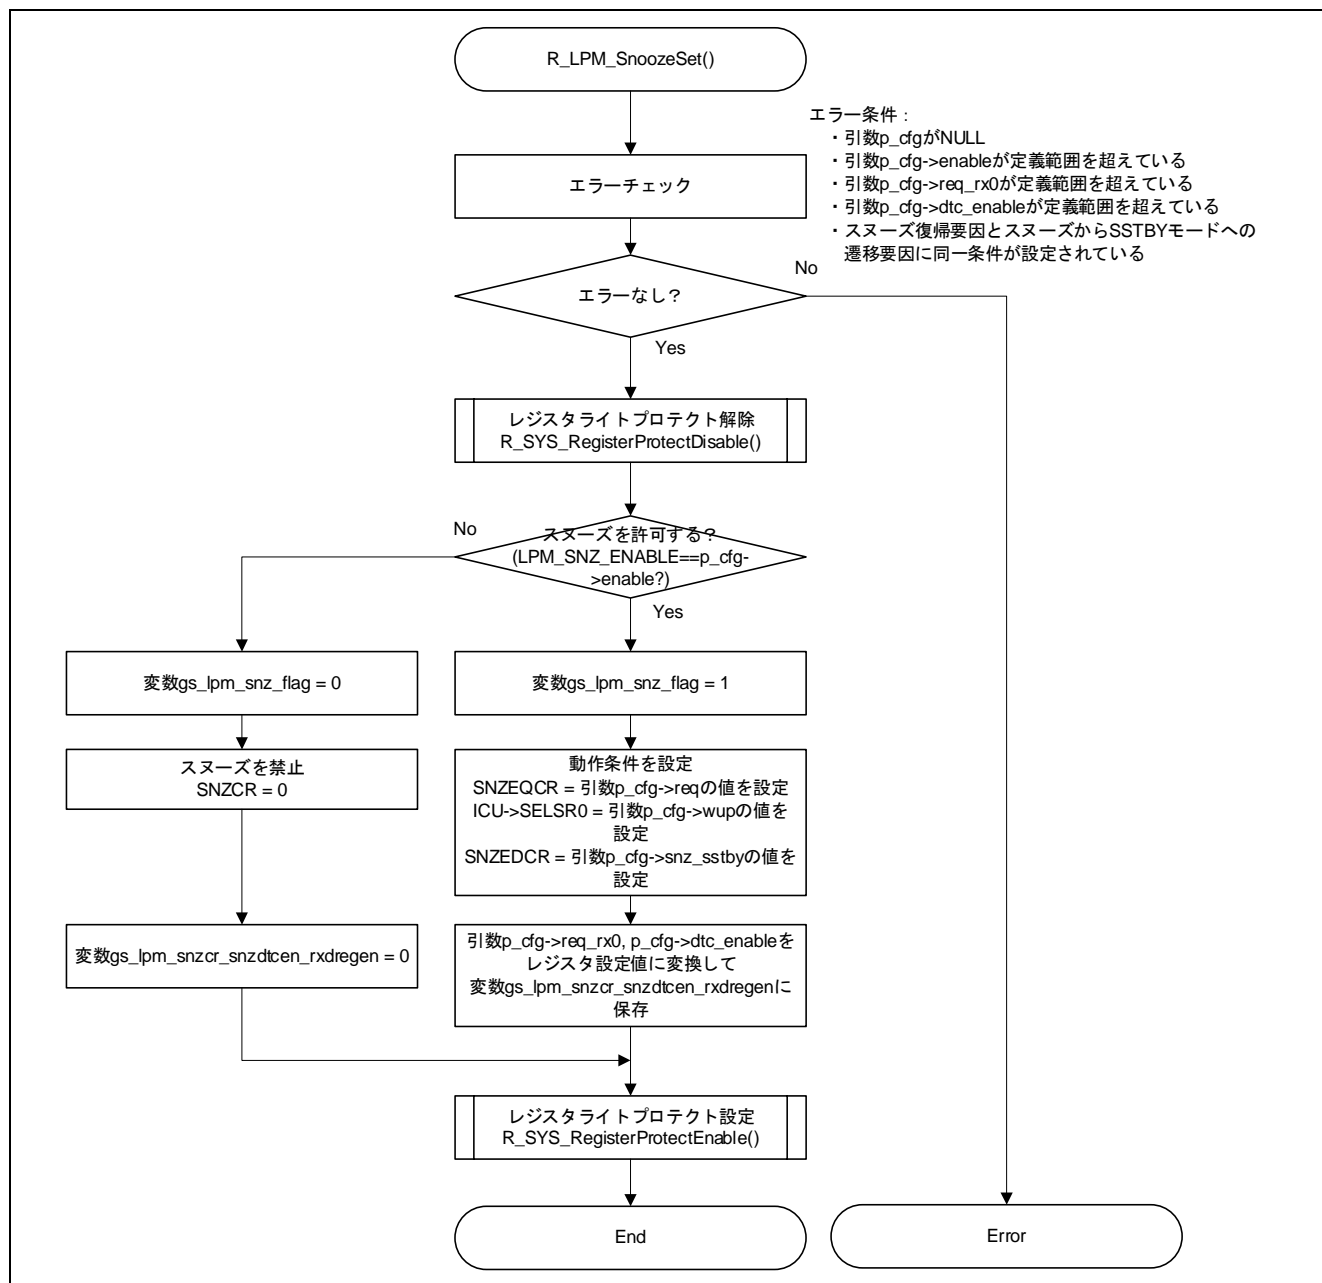 R_LPM_SnoozeSet()
エラー条件：
・引数p_cfgがNULL
・引数p_cfg->enableが定義範囲を超えている
・引数p_cfg->req_rx0が定義範囲を超えている
・引数p_cfg->dtc_enableが定義範囲を超えている
・スヌーズ復帰要因とスヌーズからSSTBYモードへの
遷移要因に同一条件が設定されている
エラーチェック
No
エラーなし？
Yes
レジスタライトプロテクト解除
R_SYS_RegisterProtectDisable()
No
スヌーズを許可する？
(LPM_SNZ_ENABLE==p_cfg-
>enable?)
Yes
変数gs_lpm_snz_flag = 0
変数gs_lpm_snz_flag = 1
スヌーズを禁止
SNZCR = 0
動作条件を設定
SNZEQCR = 引数p_cfg->reqの値を設定
ICU->SELSR0 = 引数p_cfg->wupの値を
設定
SNZEDCR = 引数p_cfg->snz_sstbyの値を
設定
変数gs_lpm_snzcr_snzdtcen_rxdregen = 0
引数p_cfg->req_rx0, p_cfg->dtc_enableを
レジスタ設定値に変換して
変数gs_lpm_snzcr_snzdtcen_rxdregenに
保存
レジスタライトプロテクト設定
R_SYS_RegisterProtectEnable()
End
Error